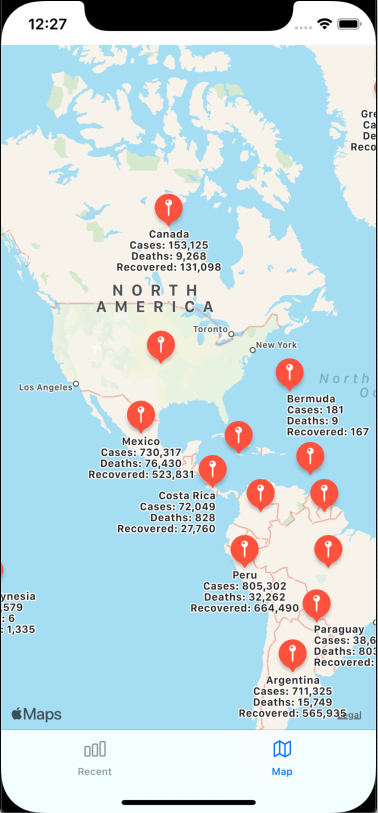 12:27
Gre
Ca
De
Reco
Canada
Cases: 153,125
Deaths: 9,268
Recovered: 131,098
NORTH
AMERICA
Toronto
New York
Los Angeles
North
Oc
Bermuda
Cases: 181
Deaths: 9
Recovered: 167
Mexico
Cases: 730,317
Deaths: 76,430
Recovered: 523,831
Costa Rica
Cases: 72,049
Deaths: 828
Recovered: 27,760
Peru
Cases: 805,302
Deaths: 32,262
Recovered: 664,490
ynesia
,579
: 6
: 1,335
Paraguay
Cases: 38,6
Deaths: 803
Recovered:
Argentina
Cases: 711,325
Deaths: 15,749
Recovered: 565,935
Maps
Legal
Recent
Map